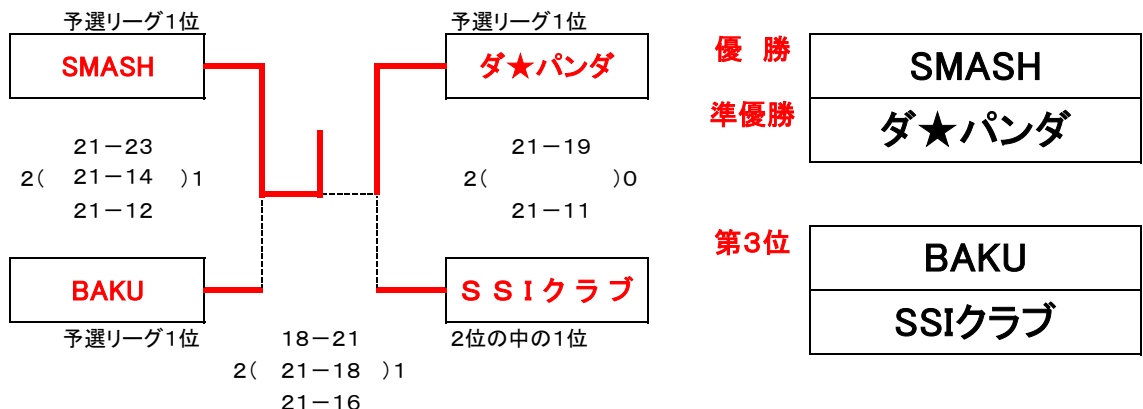 予選リーグ1位
SMASH
21-23
2( 21-14 )1
21-12
BAKU
予選リーグ1位
予選リーグ1位
ダ★パンダ
21-19
2( )0
21-11
SSIクラブ
2位の中の1位
18-21
2( 21-18 )1
21-16
優 勝
SMASH
準優勝
ダ★パンダ
第3位
BAKU
SSIクラブ